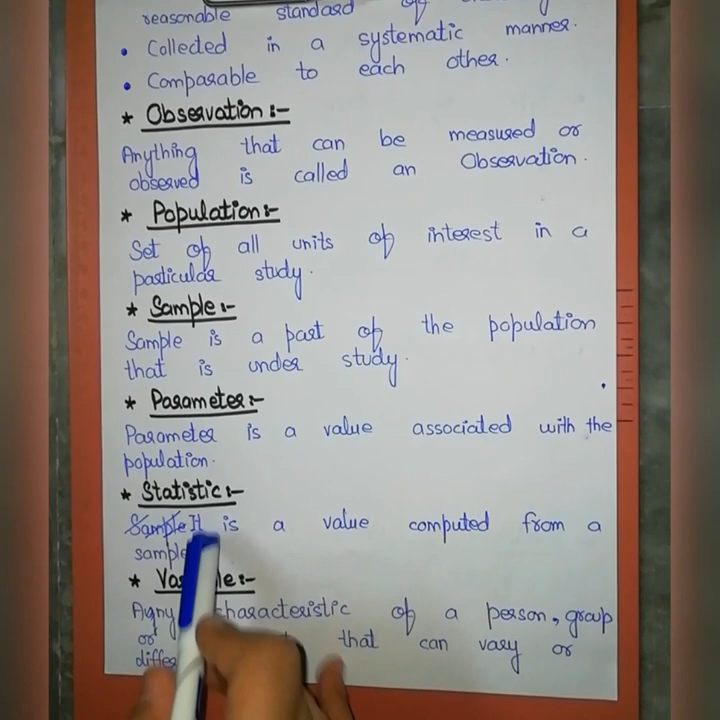 reasonable standard of
• Collected in a systematic manner.
• Comparable to each other.
* Observation:-
Anything that can be measured or
observed is called an Observation.
* Population:-
Set of all units of interest in a
particular study.
* Sample:-
Sample is a part of the population
that is under study.
* Parameter:-
Parameter is a value associated with the
population.
* Statistic:-
Sample It is a value computed from a
sample
characteristic of a person, group
or that can vary or